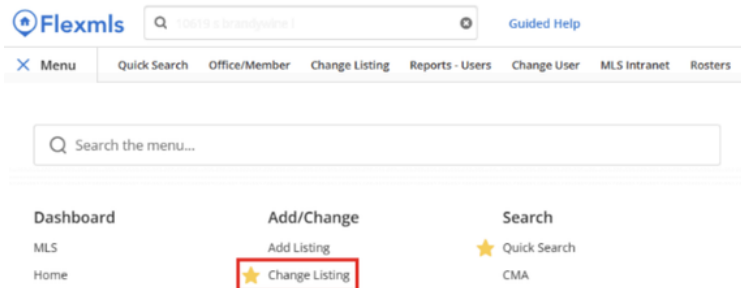 Flexmls Guided Help
Menu Quick Search Office/Member Change Listing Reports - Users Change User MLS Intranet Rosters
Search the menu...
Dashboard Add/Change Search
MLS Add Listing Quick Search
Home Change Listing CMA